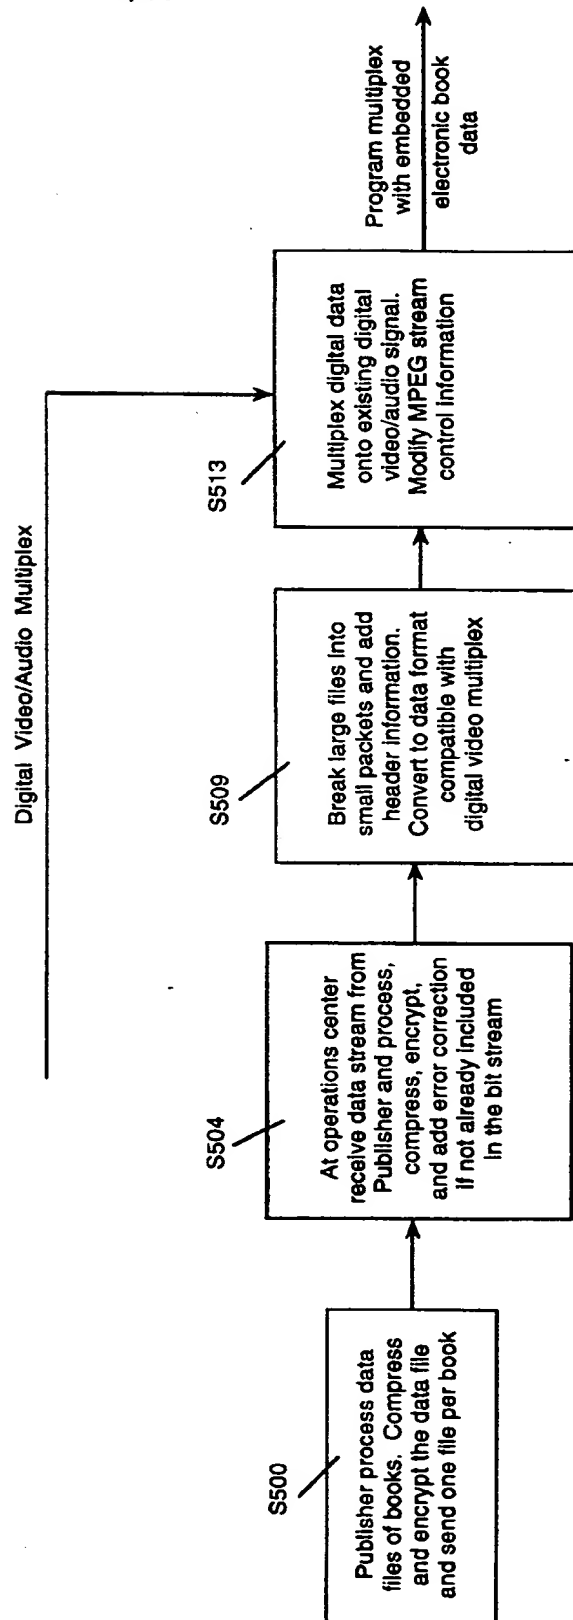 Digital Video/Audio Multiplex
S500
Publisher process data
files of books. Compress
and encrypt the data file
and send one file per book
S504
At operations center
receive data stream from
Publisher and process,
compress, encrypt,
and add error correction
if not already included
in the bit stream
S509
Break large files into
small packets and add
header information.
Convert to data format
compatible with
digital video multiplex
S513
Multiplex digital data
onto existing digital
video/audio signal.
Modify MPEG stream
control information
Program multiplex
with embedded
electronic book
data